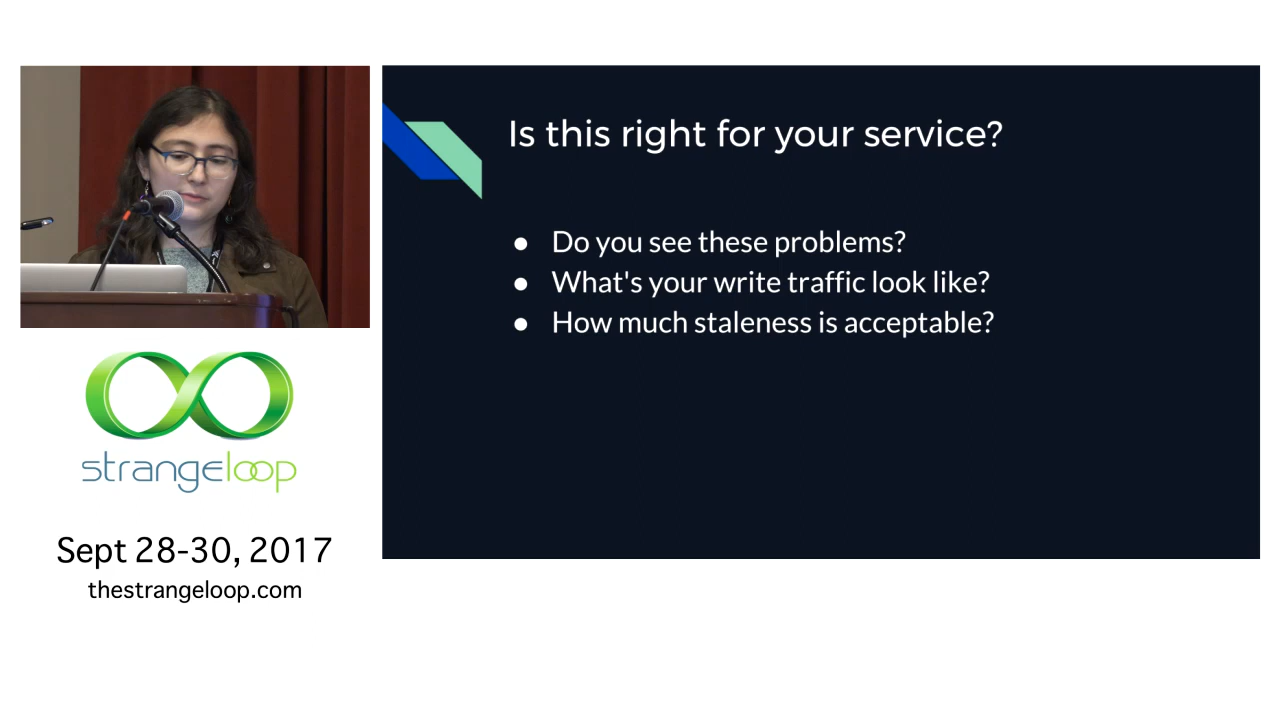 Is this right for your service?
● Do you see these problems?
● What's your write traffic look like?
● How much staleness is acceptable?
strangeloop
Sept 28-30, 2017
thestrangeloop.com